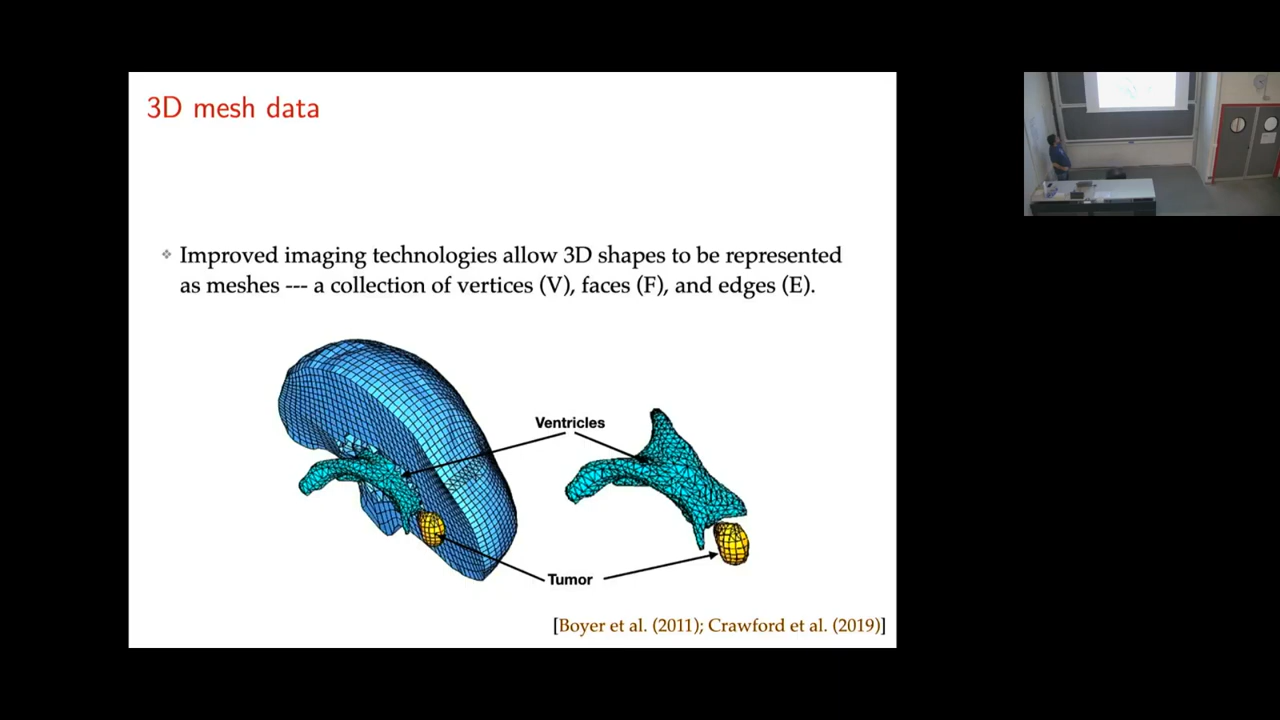 3D mesh data
❖ Improved imaging technologies allow 3D shapes to be represented
as meshes --- a collection of vertices (V), faces (F), and edges (E).
Ventricles
Tumor
[Boyer et al. (2011); Crawford et al. (2019)]